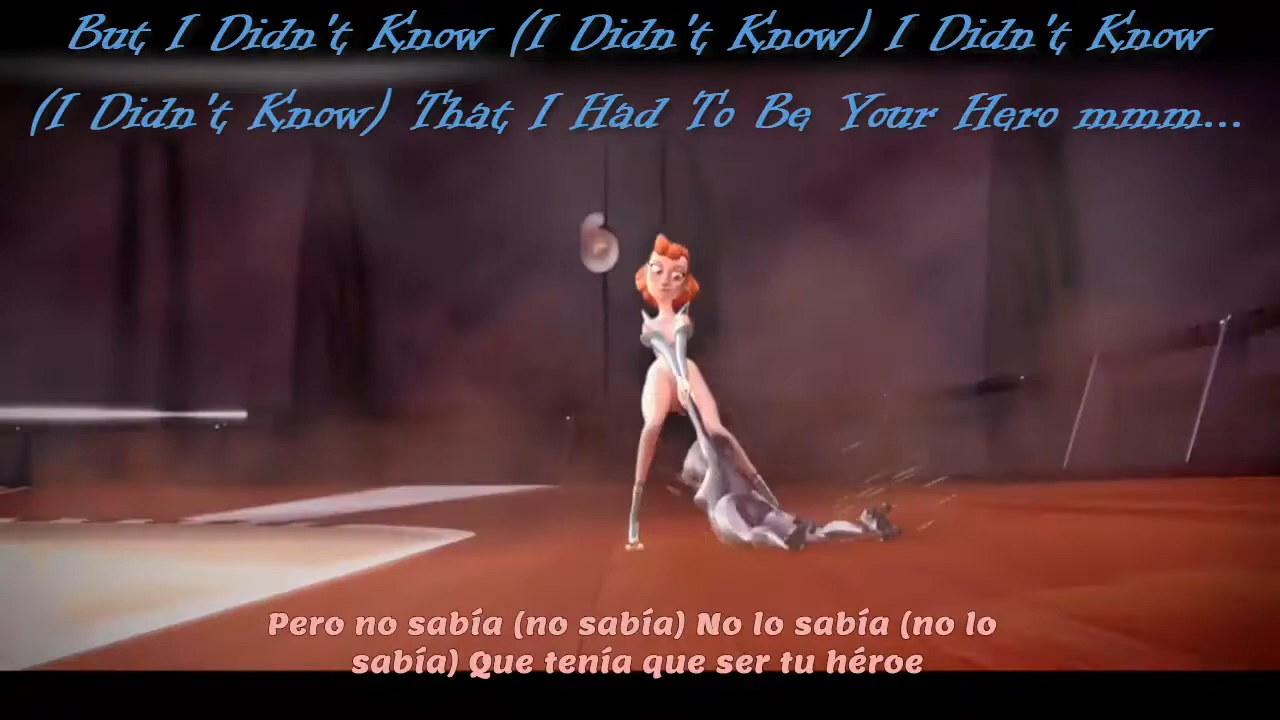 But I Didn't Know (I Didn't Know) I Didn't Know
(I Didn't Know) That I Had To Be Your Hero mmm...
Pero no sabía (no sabía) No lo sabía (no lo
sabía) Que tenía que ser tu héroe